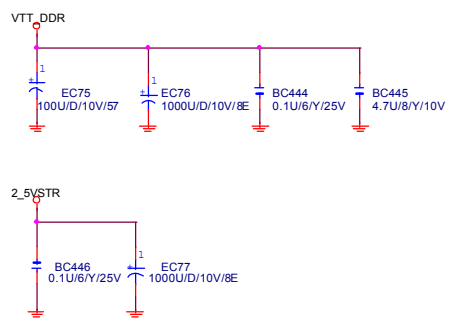 VTT_DDR
1
1
EC75
EC76
BC444
BC445
100U/D/10V/57
1000U/D/10V/8E
0.1U/6/Y/25V
4.7U/8/Y/10V
2_5VSTR
1
BC446
EC77
0.1U/6/Y/25V
1000U/D/10V/8E